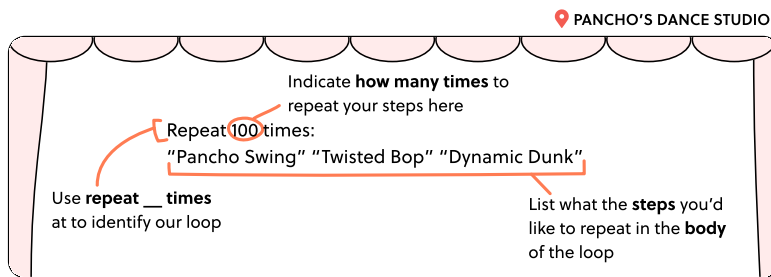 PANCHO'S DANCE STUDIO
Indicate how many times to
repeat your steps here
Repeat 100 times:
“Pancho Swing” “Twisted Bop” “Dynamic Dunk”
Use repeat __ times
at to identify our loop
List what the steps you'd
like to repeat in the body
of the loop